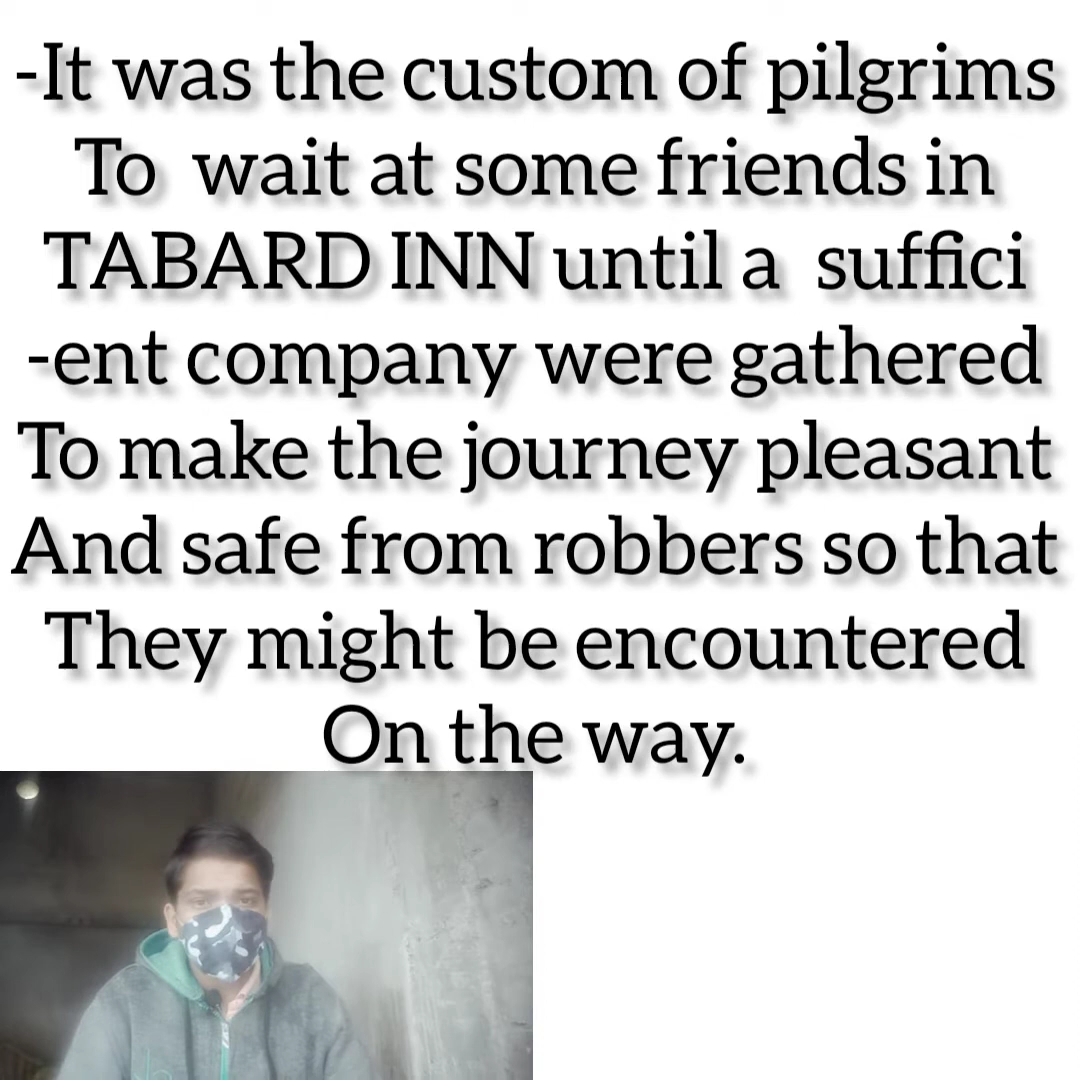 -It was the custom of pilgrims
To wait at some friends in
TABARD INN until a suffici
-ent company were gathered
To make the journey pleasant
And safe from robbers so that
They might be encountered
On the way.